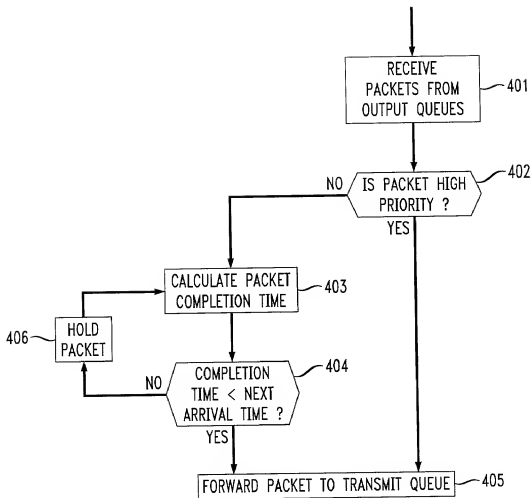 RECEIVE
PACKETS FROM
OUTPUT QUEUES
401
402
NO
IS PACKET HIGH
PRIORITY ?
YES
CALCULATE PACKET
COMPLETION TIME
403
406
HOLD
PACKET
404
COMPLETION
TIME < NEXT
ARRIVAL TIME ?
NO
YES
FORWARD PACKET TO TRANSMIT QUEUE
405